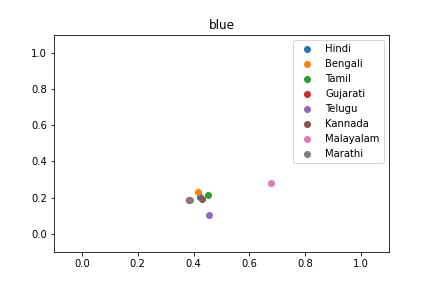 blue
1.0
0.8
0.6
0.4
0.2
0.0
Hindi
Bengali
Tamil
Gujarati
Telugu
Kannada
Malayalam
Marathi
0.0 0.2 0.4 0.6 0.8 1.0